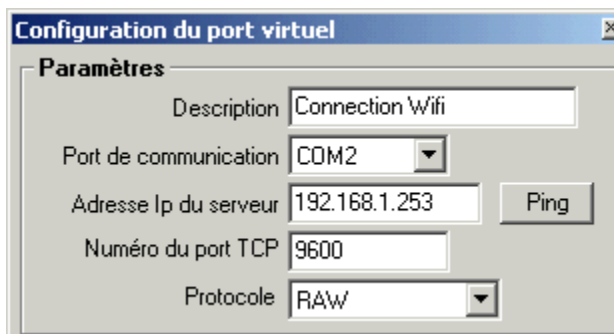 Configuration du port virtuel
Paramètres
Description Connection Wifi
Port de communication COM2
Adresse Ip du serveur 192.168.1.253 Ping
Numéro du port TCP 9600
Protocole RAW